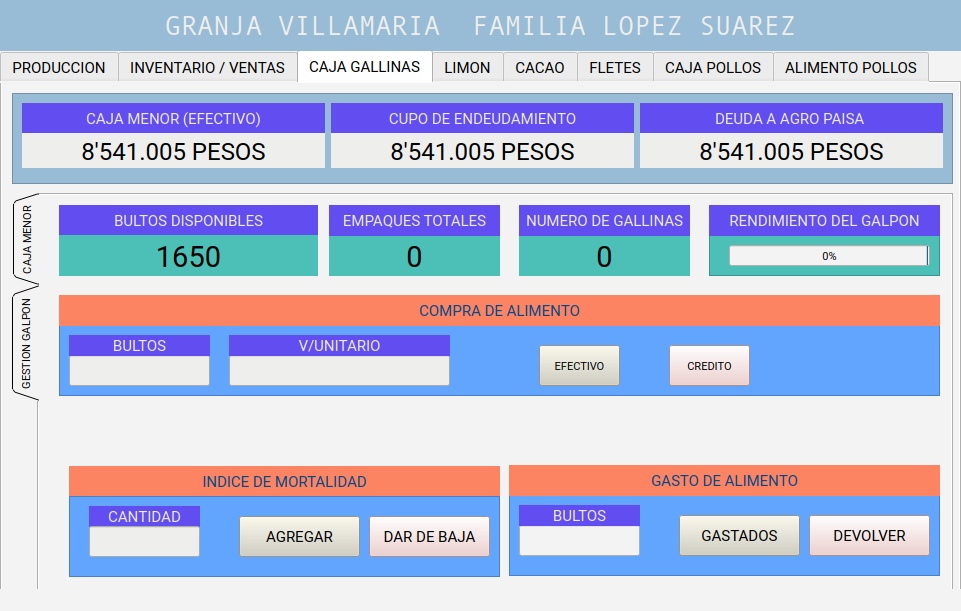 GRANJA VILLAMARIA  FAMILIA LOPEZ SUAREZ
PRODUCCION INVENTARIO / VENTAS CAJA GALLINAS LIMON CACAO FLETES CAJA POLLOS ALIMENTO POLLOS
CAJA MENOR (EFECTIVO) CUPO DE ENDEUDAMIENTO DEUDA A AGRO PAISA
8'541.005 PESOS 8'541.005 PESOS 8'541.005 PESOS
CAJA MENOR
GESTION GALPON
BULTOS DISPONIBLES EMPAQUES TOTALES NUMERO DE GALLINAS RENDIMIENTO DEL GALPON
1650 0 0 0%
COMPRA DE ALIMENTO
BULTOS V/UNITARIO
EFECTIVO CREDITO
INDICE DE MORTALIDAD
CANTIDAD
AGREGAR DAR DE BAJA
GASTO DE ALIMENTO
BULTOS
GASTADOS DEVOLVER